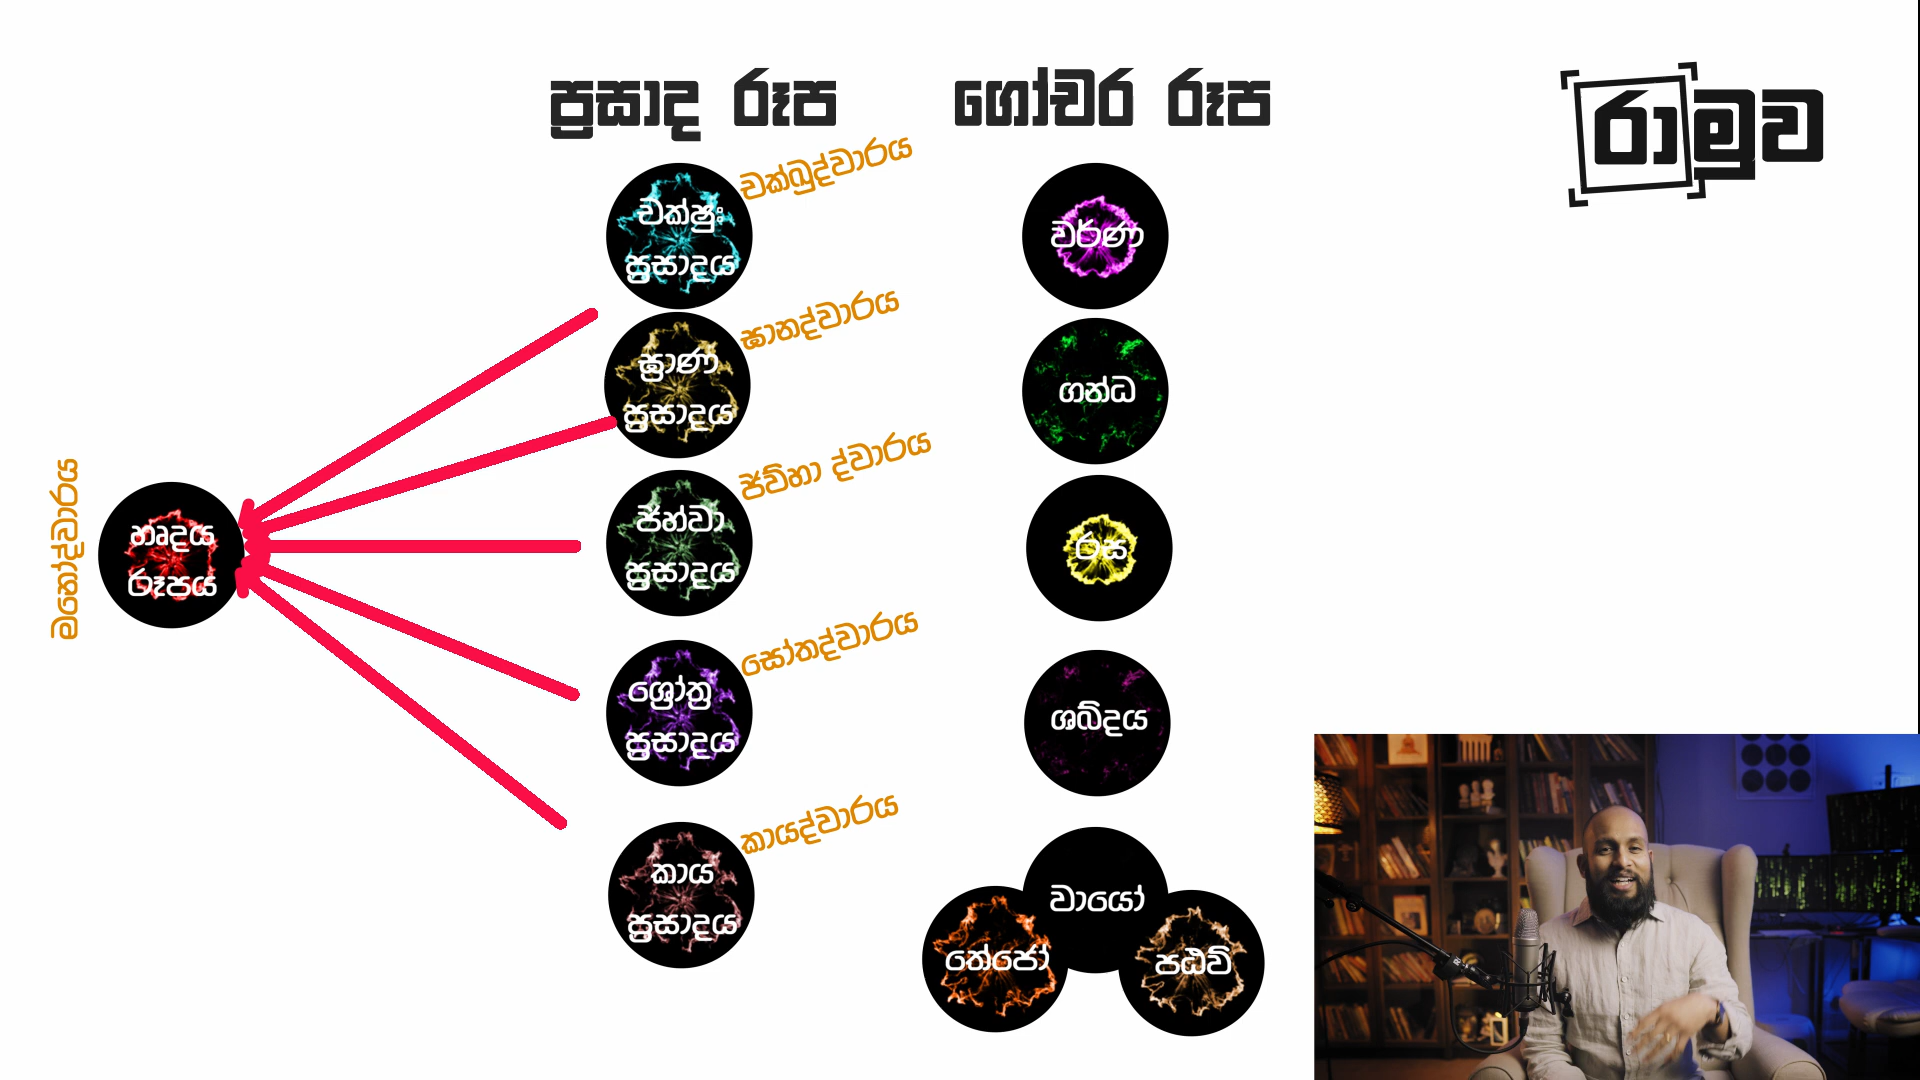 ප්‍රසාද රූප
ගෝචර රූප
රාමුව
චක්ඛුද්වාරය
චක්ෂුඃ
ප්‍රසාදය
වර්ණ
ඝානද්වාරය
ඝ්‍රාණ
ප්‍රසාදය
ගන්ධ
ජිව්හා ද්වාරය
ජිහ්වා
ප්‍රසාදය
රස
මනෝද්වාරය
හෘදය
රූපය
සෝතද්වාරය
ශ්‍රෝත්‍ර
ප්‍රසාදය
ශබ්දය
කායද්වාරය
කාය
ප්‍රසාදය
වායෝ
තේජෝ
පඨවි